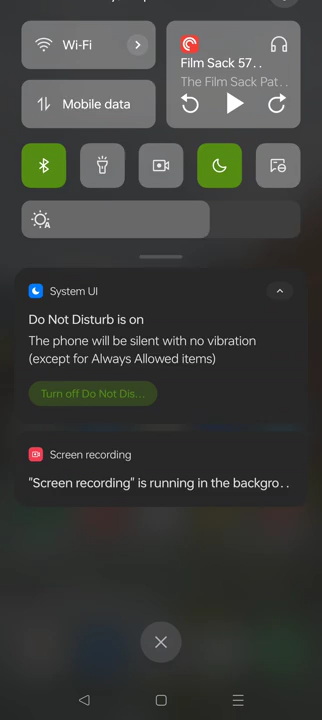 Wi-Fi
Film Sack 57..
The Film Sack Pat..
Mobile data
A
System UI
Do Not Disturb is on
The phone will be silent with no vibration
(except for Always Allowed items)
Turn off Do Not Dis...
Screen recording
"Screen recording" is running in the backgro..